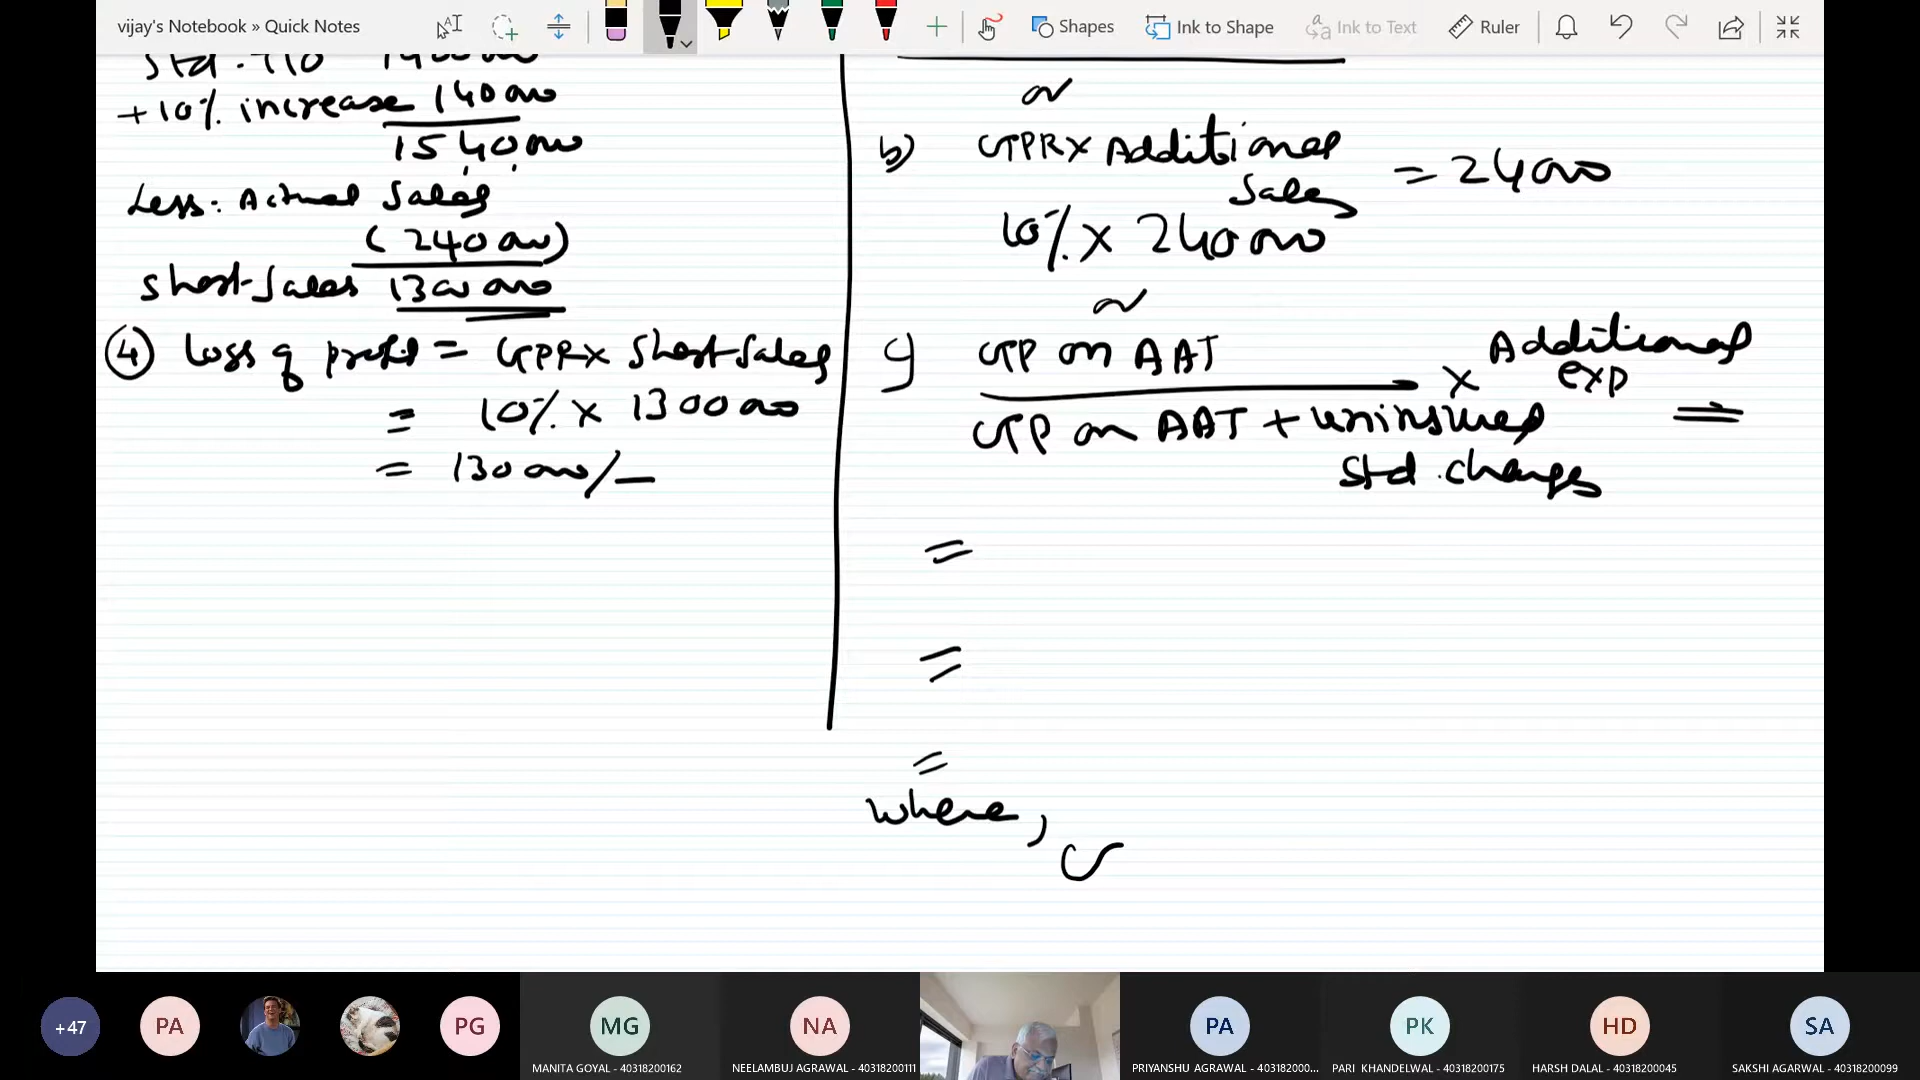 vijay's Notebook » Quick Notes
Shapes
Ink to Shape
Ink to Text
Ruler
Std. T/O 1400000
+10% increase 140000
1540000
Less: Actual Sales
(240000)
Short-Sales 1300000
④ Loss of profit = GPR X Short-Sales
= 10% X 1300000
= 130000/-
or
b) GPR X Additional Sales = 24000
10% X 240000
or
c) GP on AAT X Additional exp =
GP on AAT + uninsured
Std. charges
=
=
=
where,
+47
PA
PG
MG
NA
PA
PK
HD
SA
MANITA GOYAL - 40318200162
NEELAMBUJ AGRAWAL - 40318200111
PRIYANSHU AGRAWAL - 403182000...
PARI KHANDELWAL - 40318200175
HARSH DALAL - 40318200045
SAKSHI AGARWAL - 40318200099